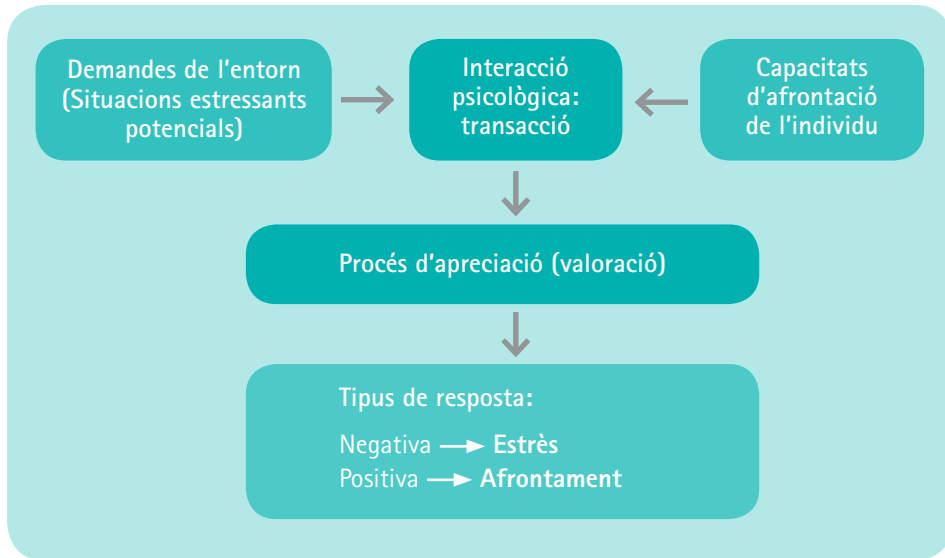 Demandes de l'entorn
(Situacions estressants
potencials)
Interacció
psicològica:
transacció
Capacitats
d'afrontació
de l'individu
Procés d'apreciació (valoració)
Tipus de resposta:
Negativa → Estrès
Positiva → Afrontament